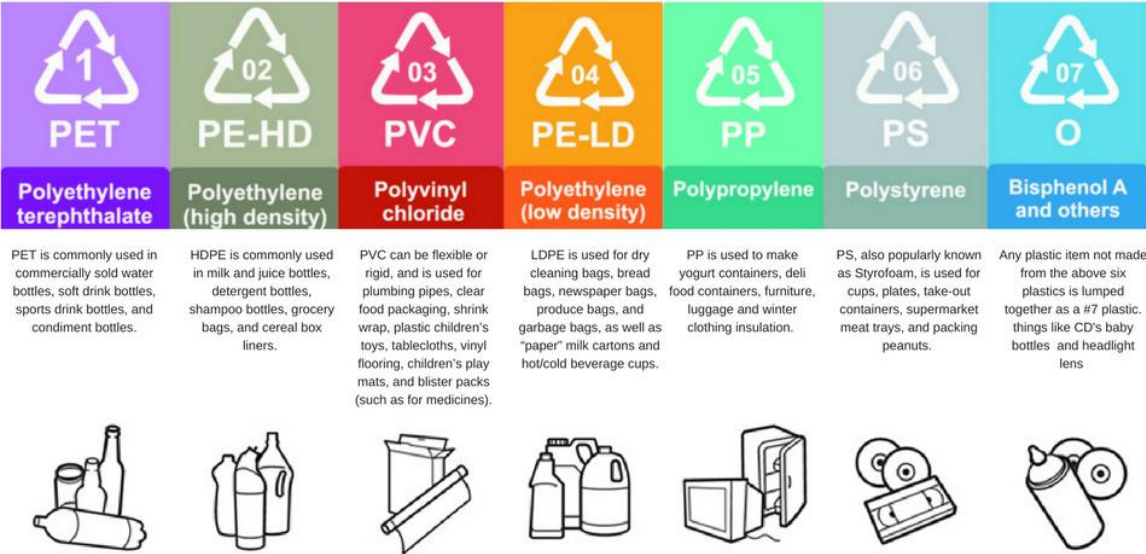 1
PET
Polyethylene
terephthalate
PET is commonly used in
commercially sold water
bottles, soft drink bottles,
sports drink bottles, and
condiment bottles.
02
PE-HD
Polyethylene
(high density)
HDPE is commonly used
in milk and juice bottles,
detergent bottles,
shampoo bottles, grocery
bags, and cereal box
liners.
03
PVC
Polyvinyl
chloride
PVC can be flexible or
rigid, and is used for
plumbing pipes, clear
food packaging, shrink
wrap, plastic children's
toys, tablecloths, vinyl
flooring, children's play
mats, and blister packs
(such as for medicines).
04
PE-LD
Polyethylene
(low density)
LDPE is used for dry
cleaning bags, bread
bags, newspaper bags,
produce bags, and
garbage bags, as well as
“paper” milk cartons and
hot/cold beverage cups.
05
PP
Polypropylene
PP is used to make
yogurt containers, deli
food containers, furniture,
luggage and winter
clothing insulation.
06
PS
Polystyrene
PS, also popularly known
as Styrofoam, is used for
cups, plates, take-out
containers, supermarket
meat trays, and packing
peanuts.
07
O
Bisphenol A
and others
Any plastic item not made
from the above six
plastics is lumped
together as a #7 plastic.
things like CD's baby
bottles and headlight
lens